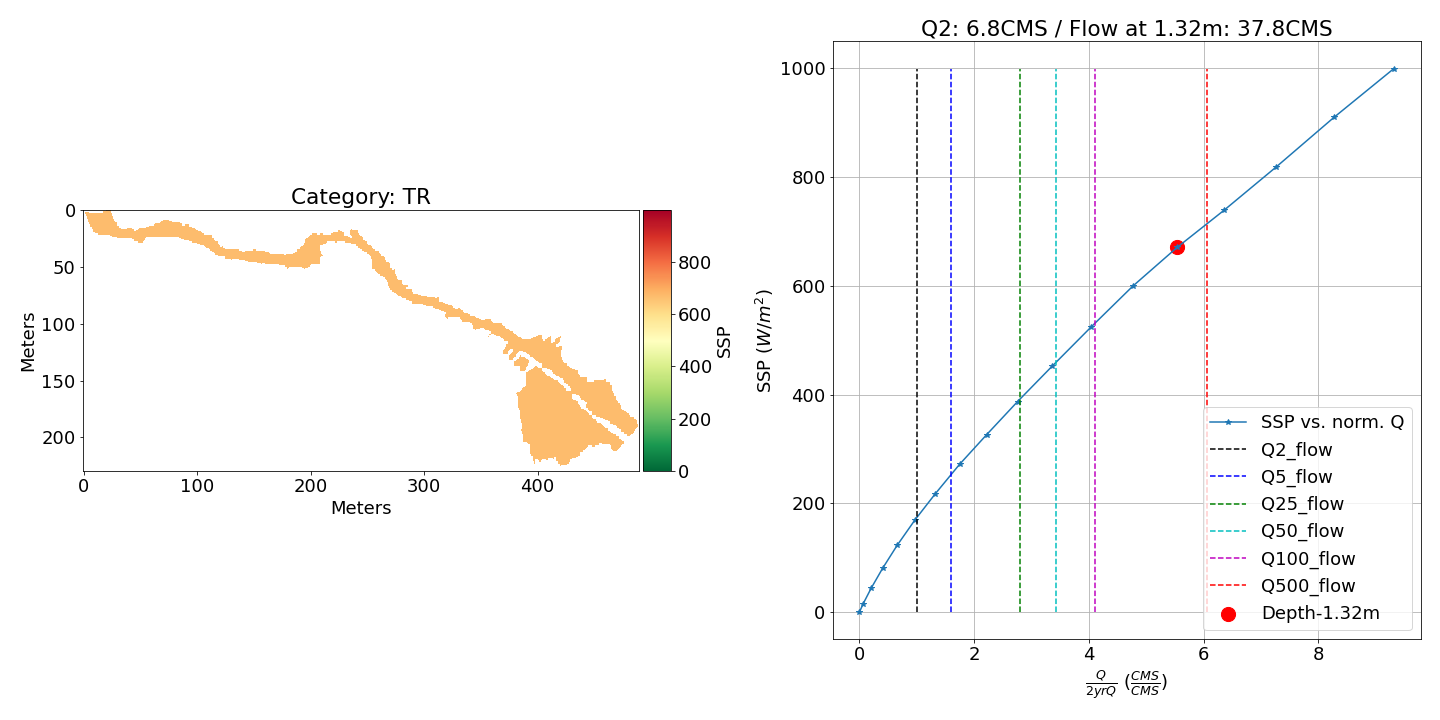 Category: TR
0
50
100
150
200
Meters
0
100
200
300
400
Meters
800
600
400
200
0
SSP
Q2: 6.8CMS / Flow at 1.32m: 37.8CMS
1000
800
600
400
200
0
SSP (W/m²)
0
2
4
6
8
Q/2yrQ (CMS/CMS)
SSP vs. norm. Q
Q2_flow
Q5_flow
Q25_flow
Q50_flow
Q100_flow
Q500_flow
Depth-1.32m